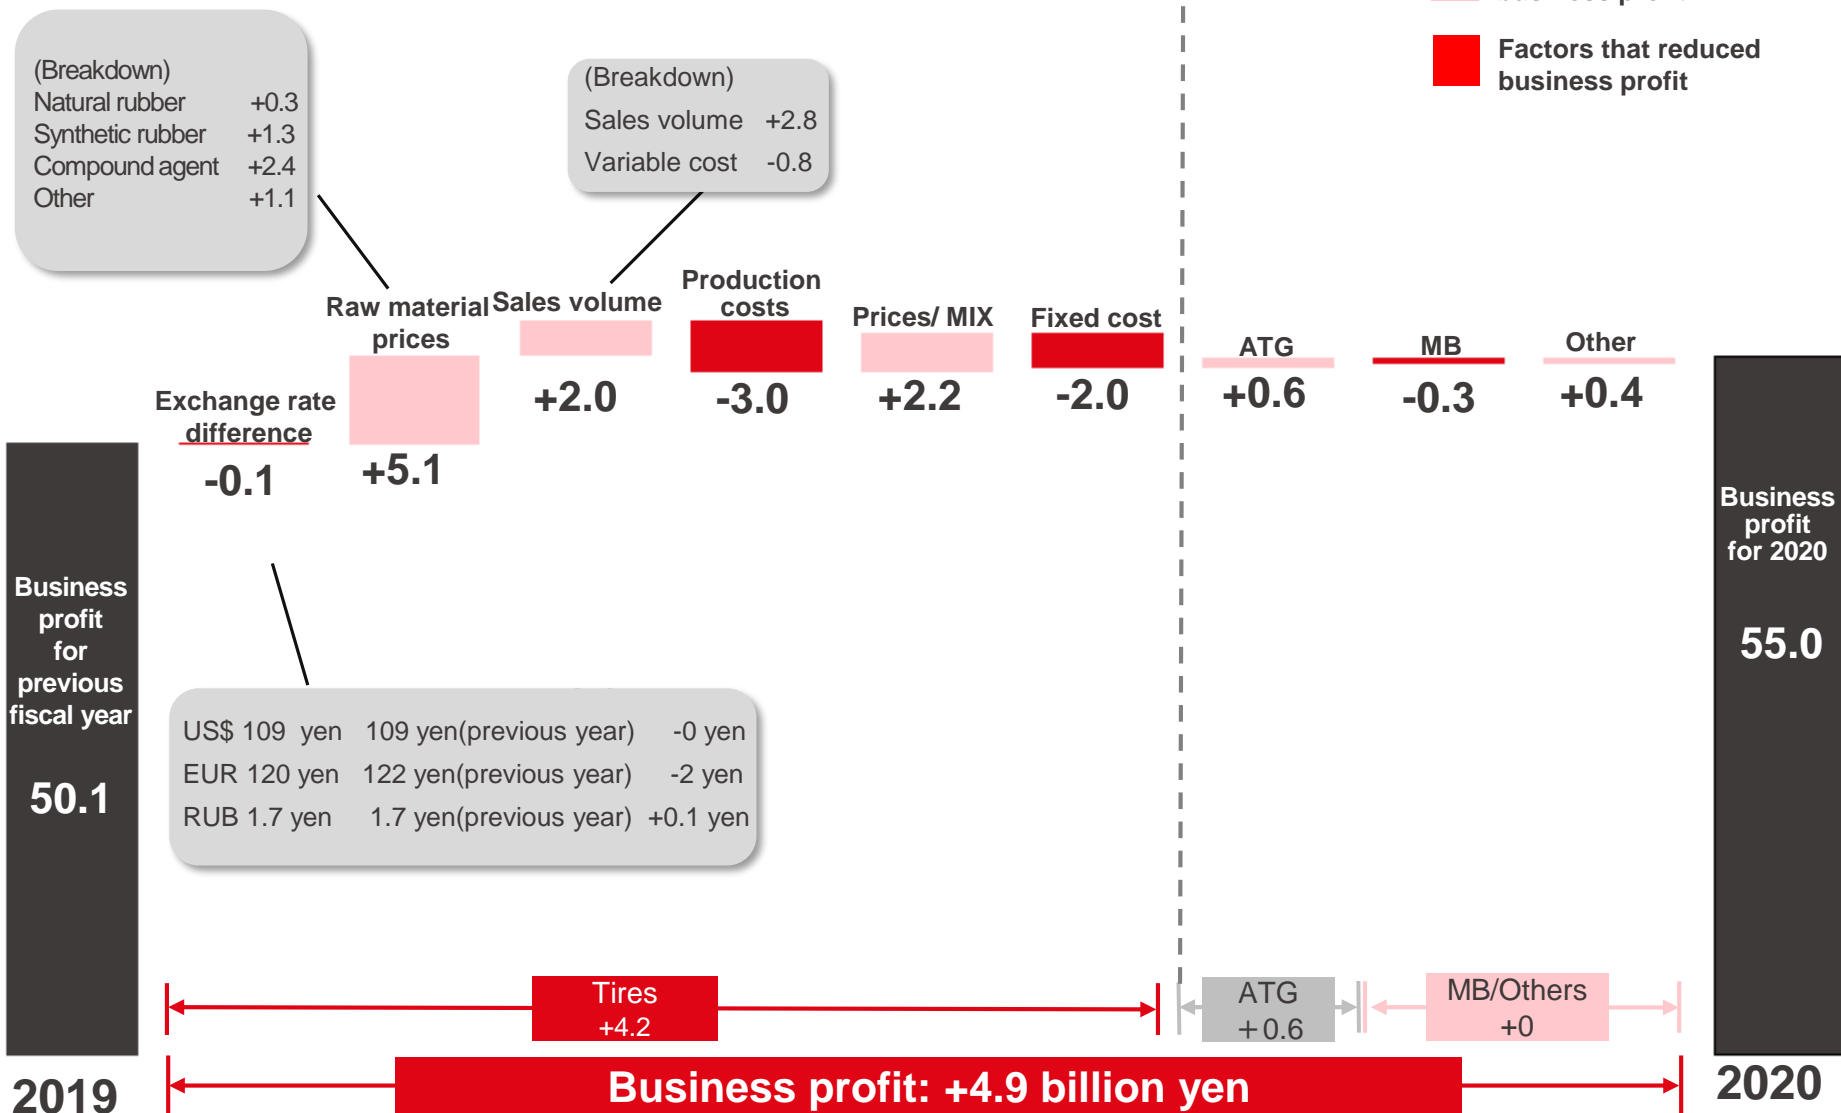 Factors that reduced
business profit
(Breakdown)
Natural rubber +0.3
Synthetic rubber +1.3
Compound agent +2.4
Other +1.1
(Breakdown)
Sales volume +2.8
Variable cost -0.8
Exchange rate
difference
-0.1
Raw material
prices
+5.1
Sales volume
+2.0
Production
costs
-3.0
Prices/ MIX
+2.2
Fixed cost
-2.0
ATG
+0.6
MB
-0.3
Other
+0.4
Business
profit
for
previous
fiscal year
50.1
Business
profit
for 2020
55.0
US$ 109 yen 109 yen(previous year) -0 yen
EUR 120 yen 122 yen(previous year) -2 yen
RUB 1.7 yen 1.7 yen(previous year) +0.1 yen
Tires
+4.2
ATG
+0.6
MB/Others
+0
2019
Business profit: +4.9 billion yen
2020